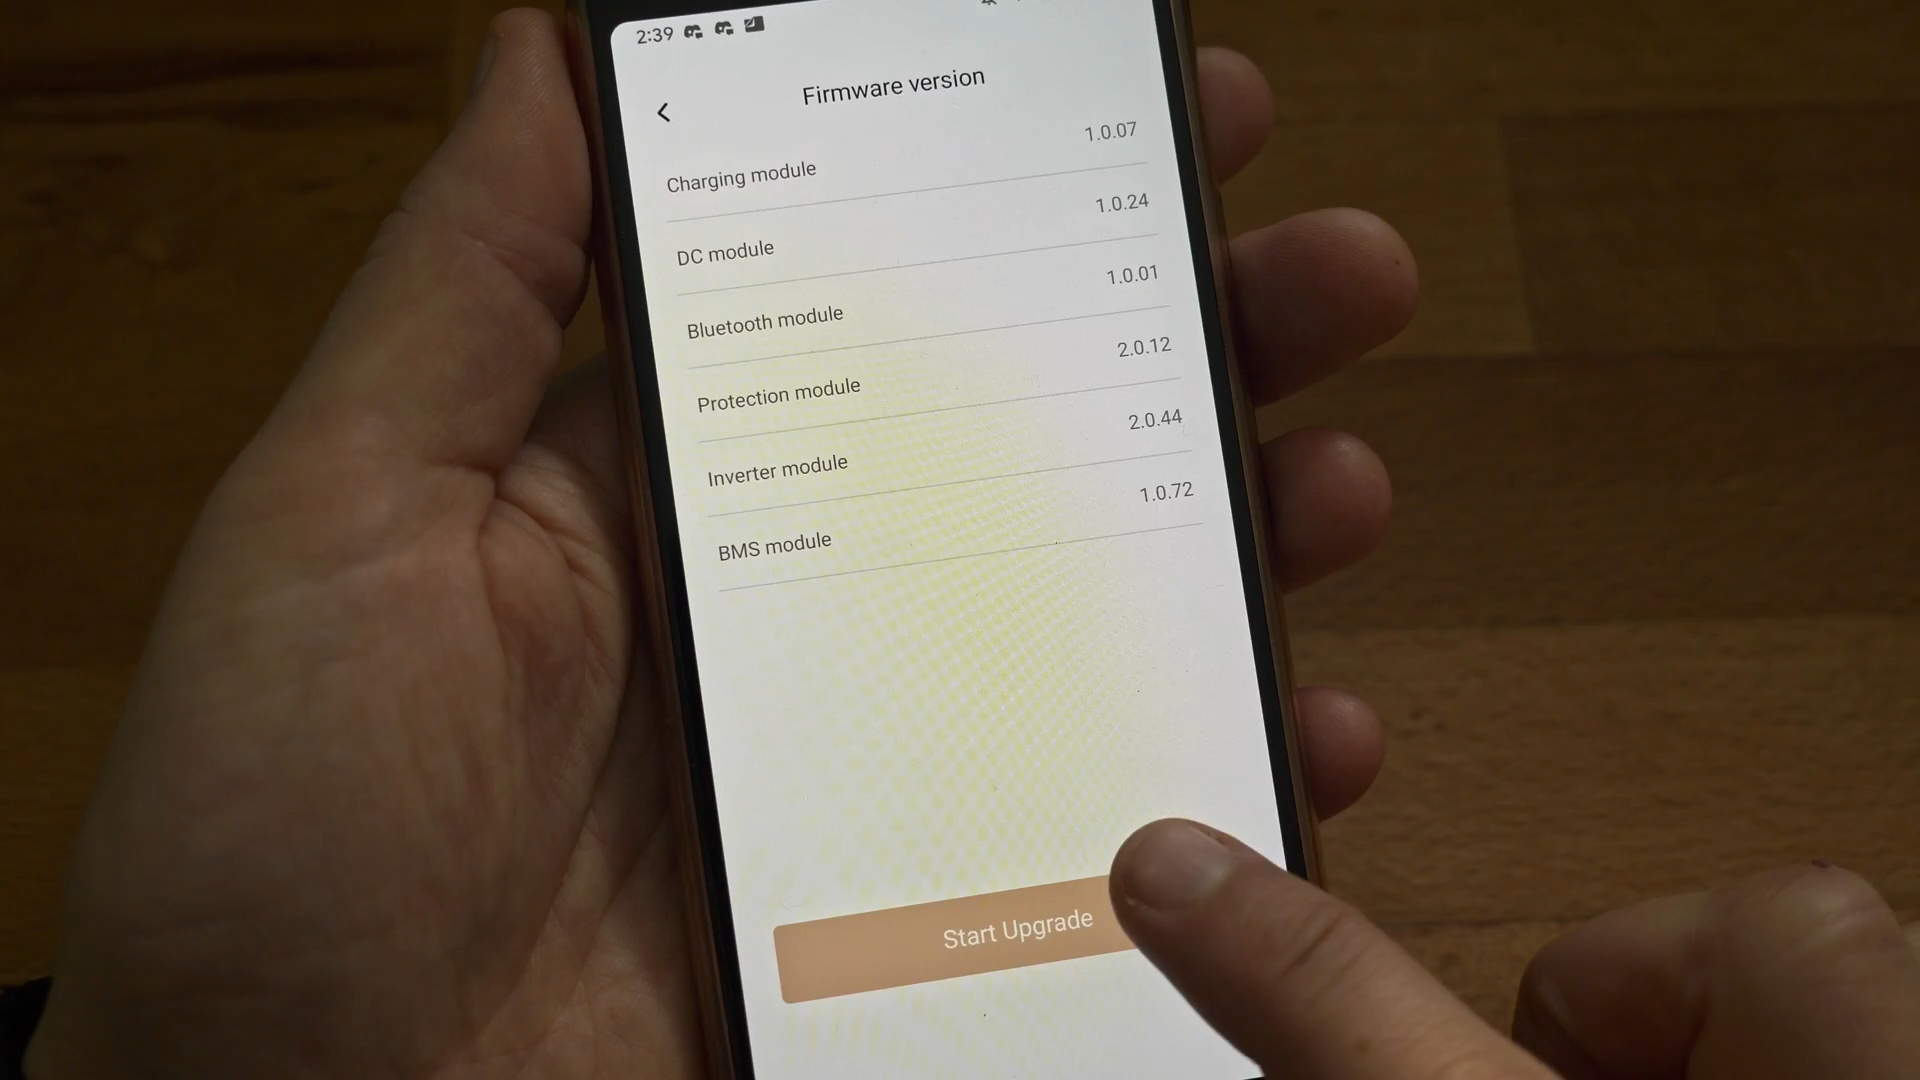 2:39
Firmware version
Charging module 1.0.07
DC module 1.0.24
Bluetooth module 1.0.01
Protection module 2.0.12
Inverter module 2.0.44
BMS module 1.0.72
Start Upgrade